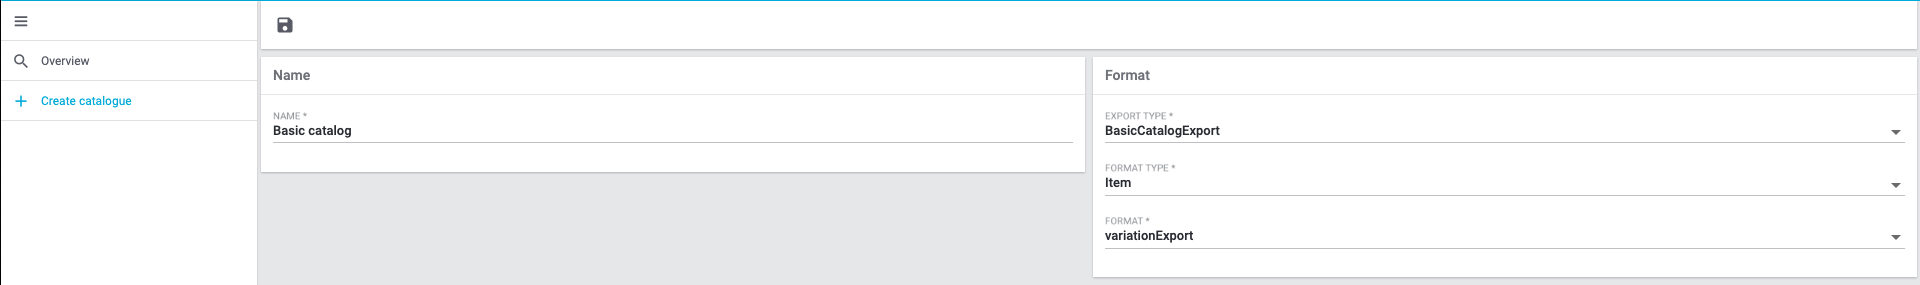 Overview
Create catalogue
Name
NAME *
Basic catalog
Format
EXPORT TYPE *
BasicCatalogExport
FORMAT TYPE *
Item
FORMAT *
variationExport